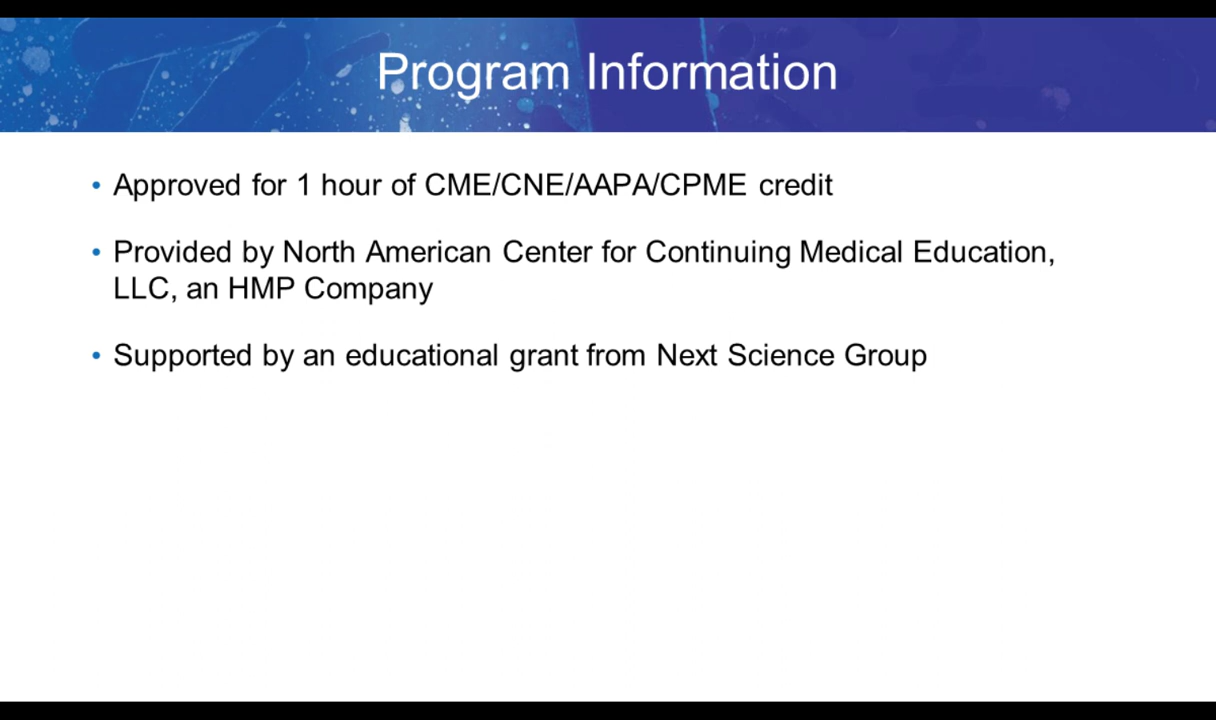 Program Information
• Approved for 1 hour of CME/CNE/AAPA/CPME credit
• Provided by North American Center for Continuing Medical Education,
LLC, an HMP Company
• Supported by an educational grant from Next Science Group